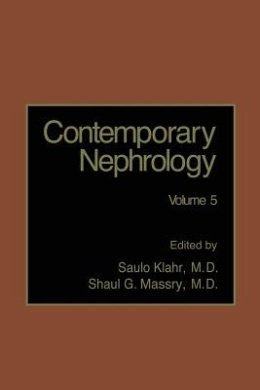 Contemporary
Nephrology
Volume 5
Edited by
Saulo Klahr, M.D.
Shaul G. Massry, M.D.